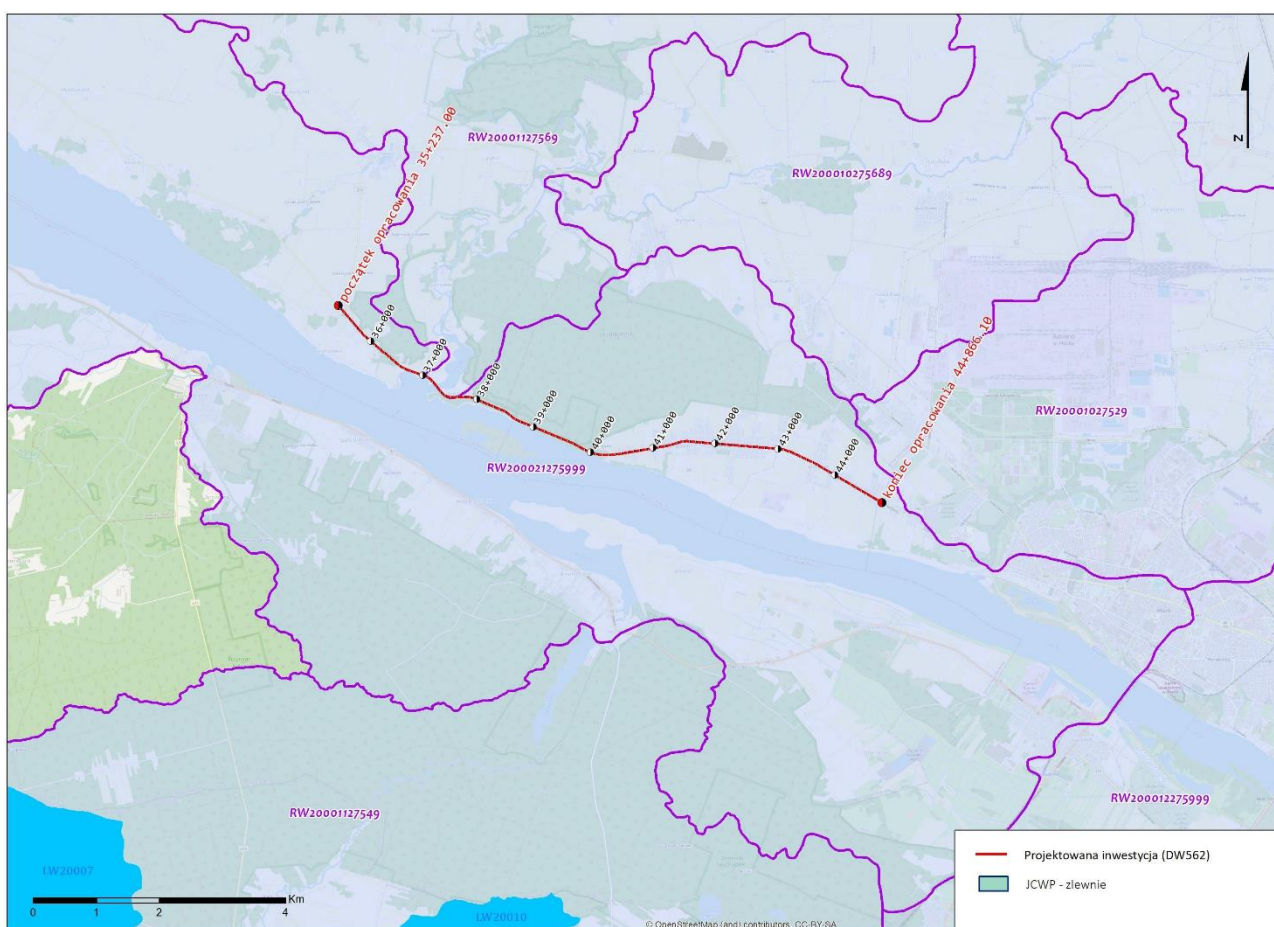 RW20001127569
RW200010275689
początek opracowania 35+237.00
36+000
37+000
38+000
39+000
40+000
41+000
42+000
43+000
44+000
koniec opracowania 44+866.10
RW20001027529
RW200021275999
RW20001127549
RW200012275999
LW20007
LW20010
N
Km
0 1 2 4
Projektowana inwestycja (DW562)
JCWP - zlewnie
© OpenStreetMap (and) contributors, CC-BY-SA